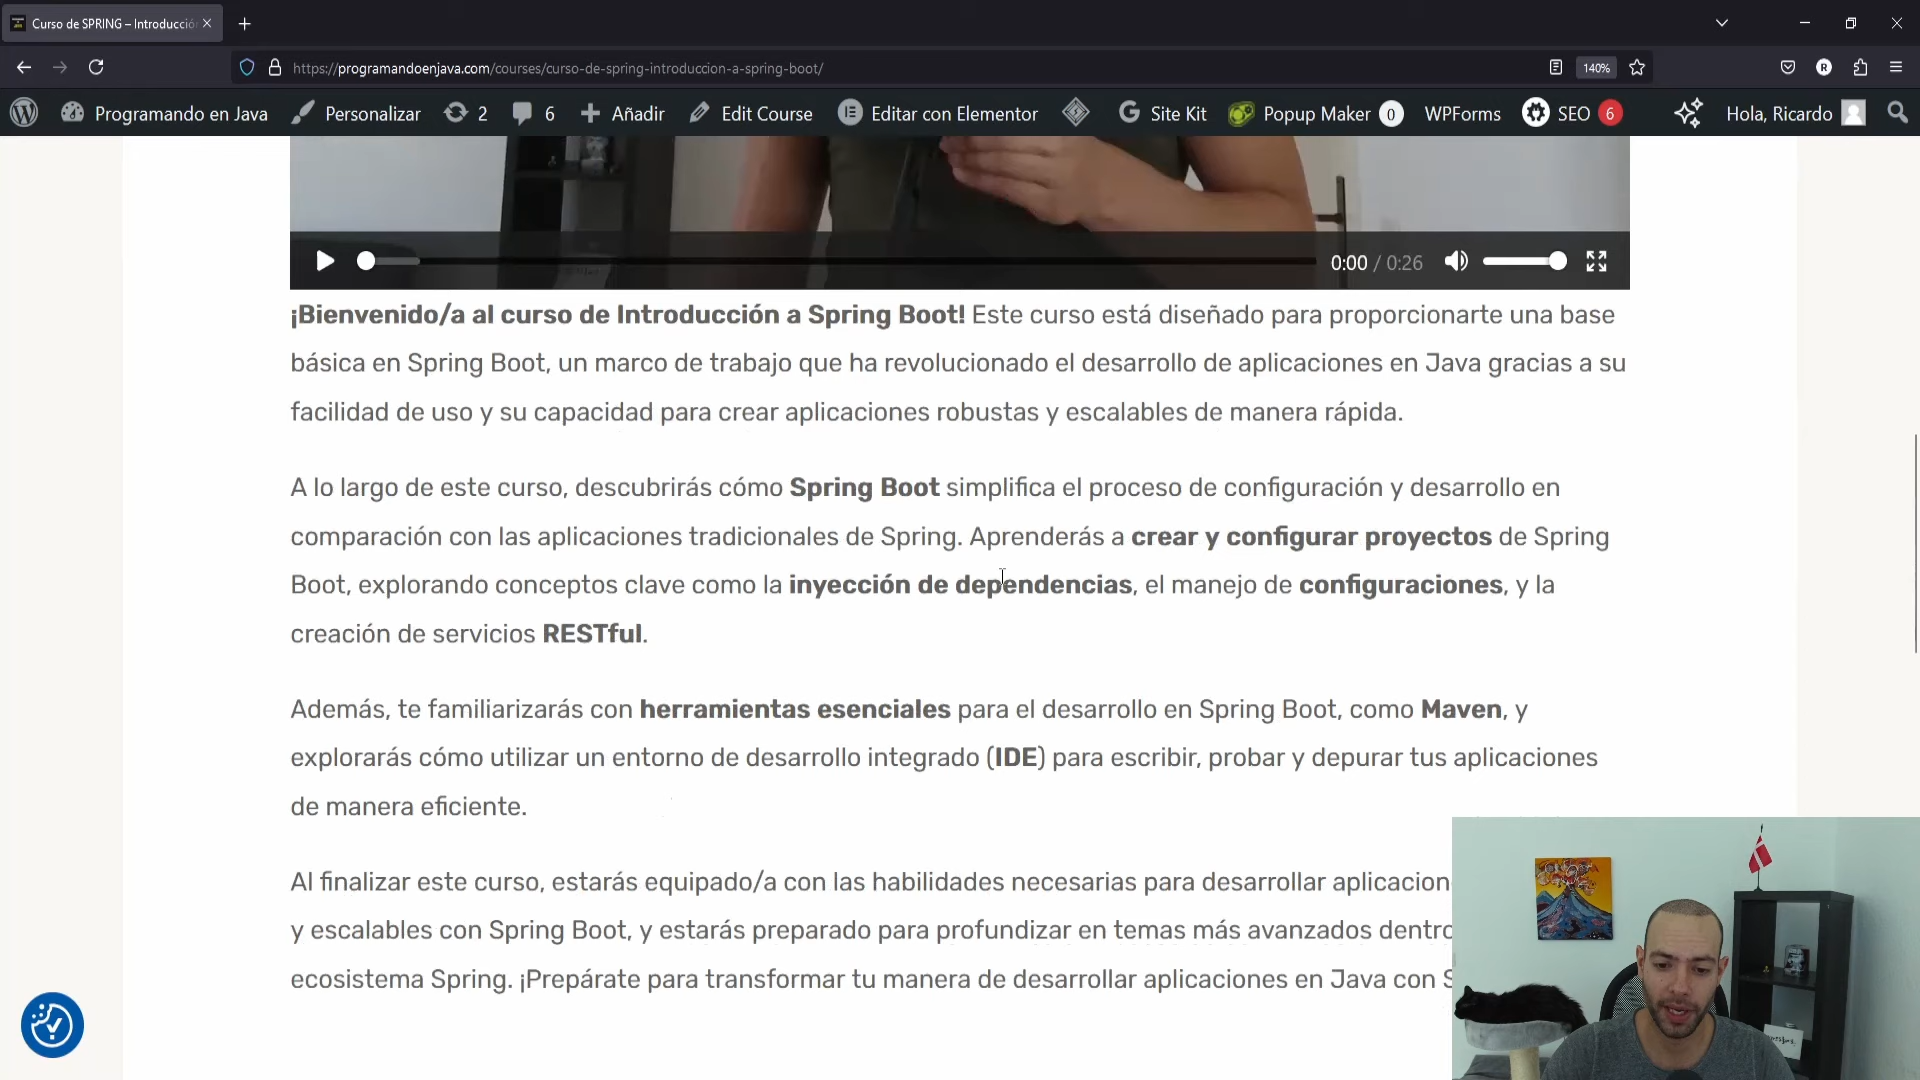 Curso de SPRING – Introducción
https://programandoenjava.com/courses/curso-de-spring-introduccion-a-spring-boot/
140%
R
Programando en Java
Personalizar
2
6
Añadir
Edit Course
Editar con Elementor
Site Kit
Popup Maker 0
WPForms
SEO 6
Hola, Ricardo
0:00 / 0:26
¡Bienvenido/a al curso de Introducción a Spring Boot! Este curso está diseñado para proporcionarte una base
básica en Spring Boot, un marco de trabajo que ha revolucionado el desarrollo de aplicaciones en Java gracias a su
facilidad de uso y su capacidad para crear aplicaciones robustas y escalables de manera rápida.
A lo largo de este curso, descubrirás cómo Spring Boot simplifica el proceso de configuración y desarrollo en
comparación con las aplicaciones tradicionales de Spring. Aprenderás a crear y configurar proyectos de Spring
Boot, explorando conceptos clave como la inyección de dependencias, el manejo de configuraciones, y la
creación de servicios RESTful.
Además, te familiarizarás con herramientas esenciales para el desarrollo en Spring Boot, como Maven, y
explorarás cómo utilizar un entorno de desarrollo integrado (IDE) para escribir, probar y depurar tus aplicaciones
de manera eficiente.
Al finalizar este curso, estarás equipado/a con las habilidades necesarias para desarrollar aplicacion
y escalables con Spring Boot, y estarás preparado para profundizar en temas más avanzados dentro
ecosistema Spring. ¡Prepárate para transformar tu manera de desarrollar aplicaciones en Java con S